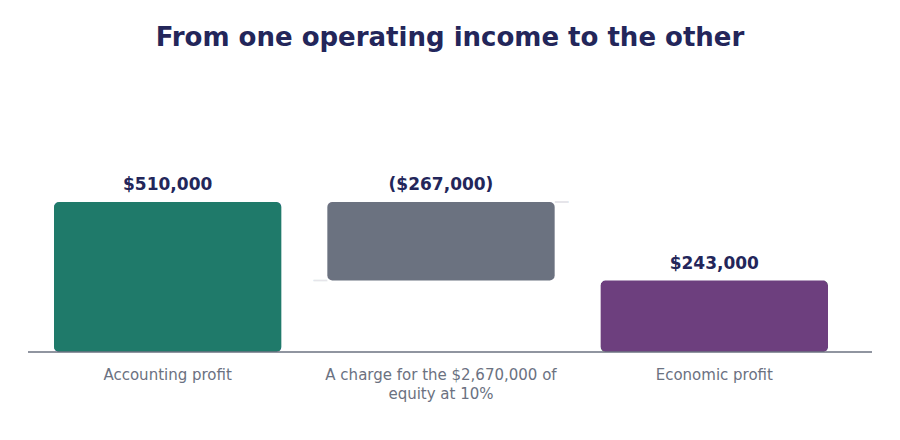 From one operating income to the other
$510,000
($267,000)
$243,000
Accounting profit
A charge for the $2,670,000 of
equity at 10%
Economic profit